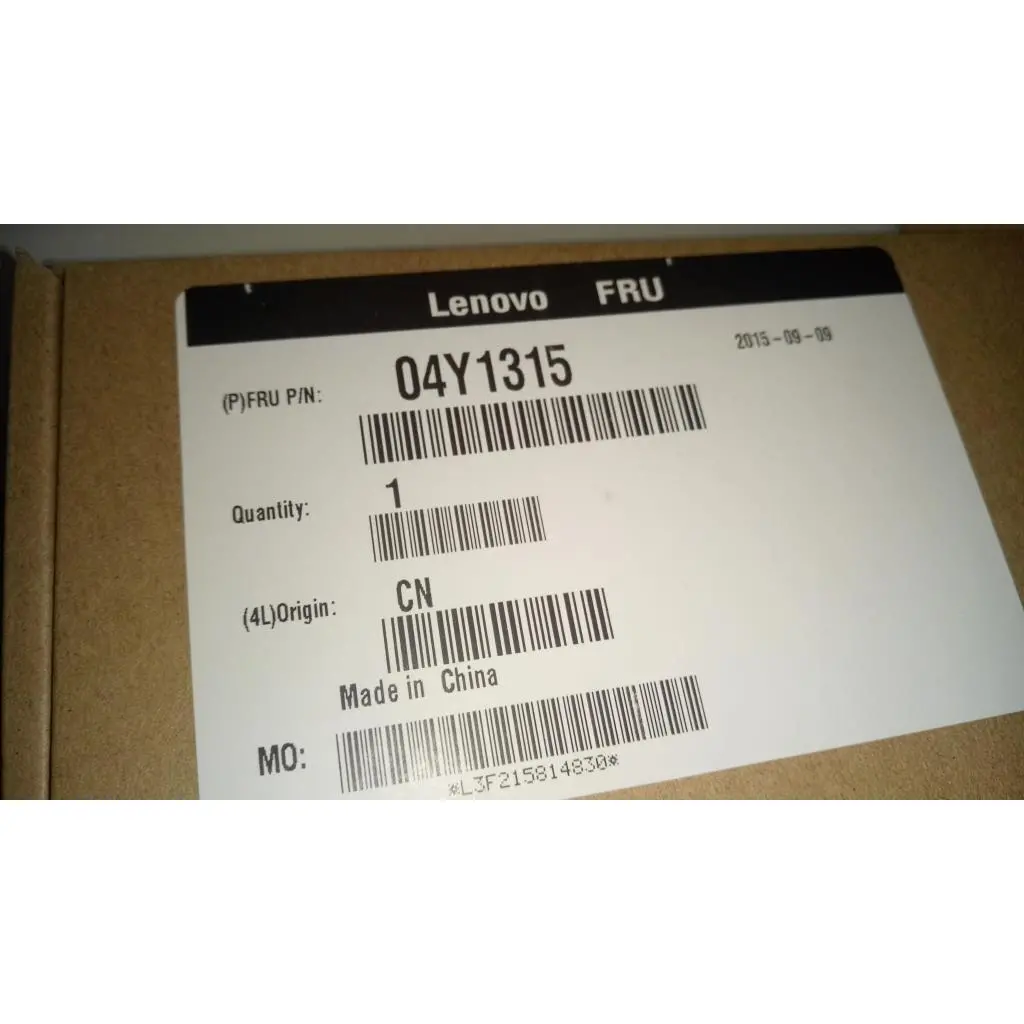 Lenovo FRU
2015-09-09
(P)FRU P/N: 04Y1315
Quantity: 1
(4L)Origin: CN
Made in China
MO:
*L3F215814830*